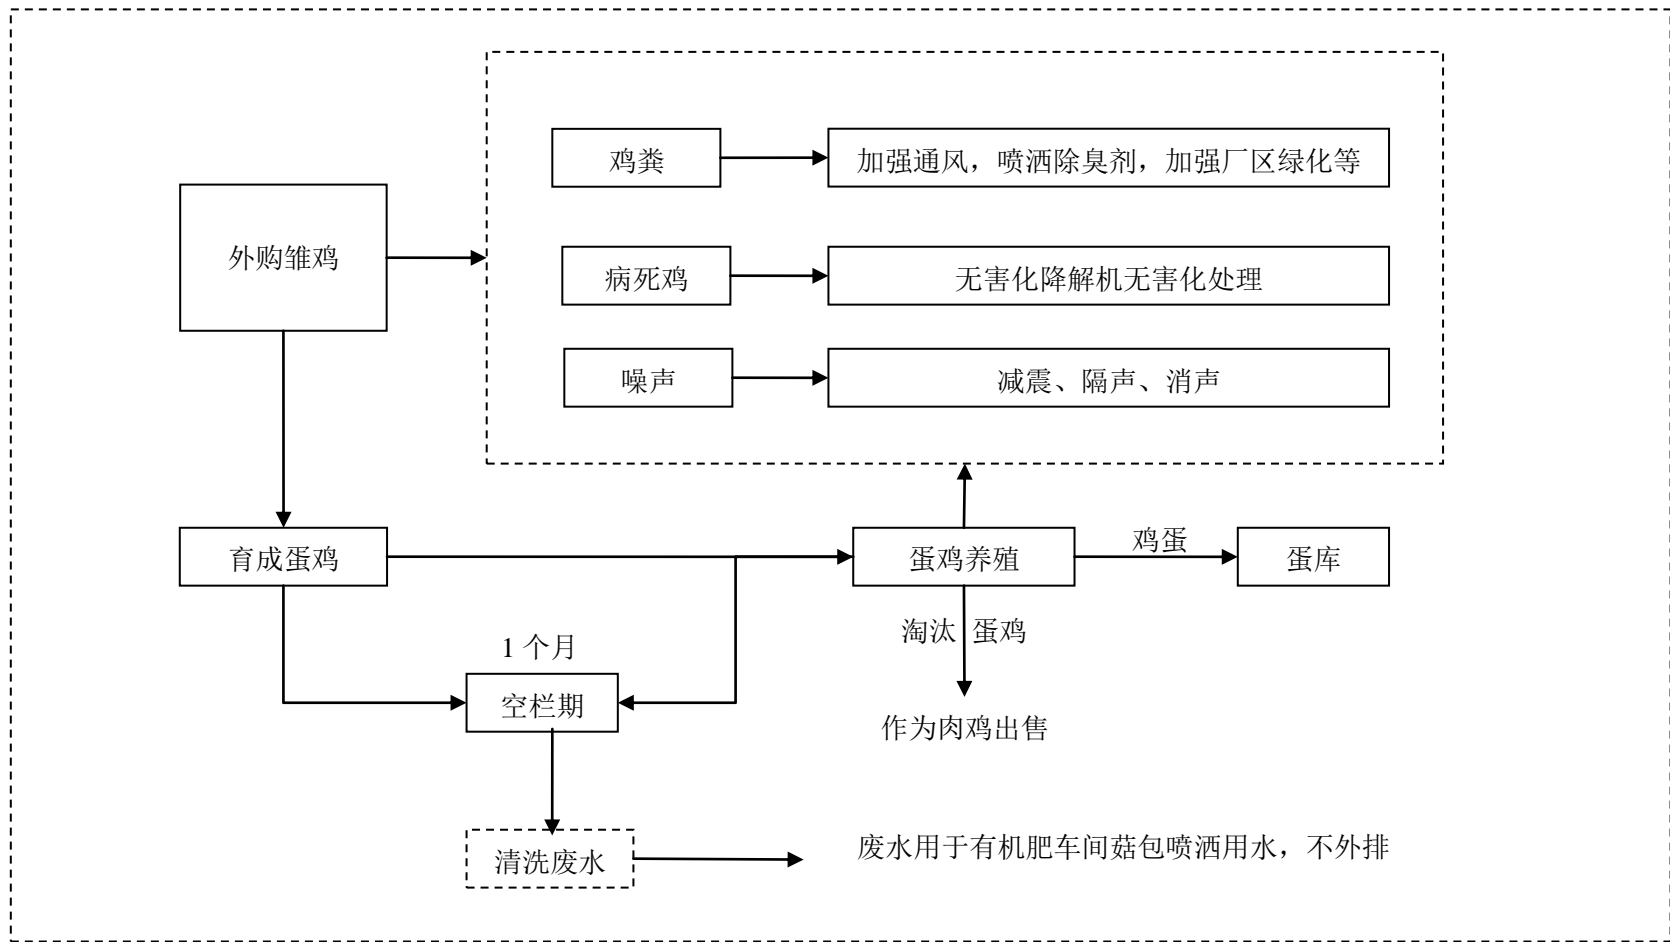 鸡粪
加强通风，喷洒除臭剂，加强厂区绿化等
外购雏鸡
病死鸡
无害化降解机无害化处理
噪声
减震、隔声、消声
育成蛋鸡
蛋鸡养殖
鸡蛋
蛋库
淘汰 蛋鸡
1 个月
空栏期
作为肉鸡出售
清洗废水
废水用于有机肥车间菇包喷洒用水，不外排